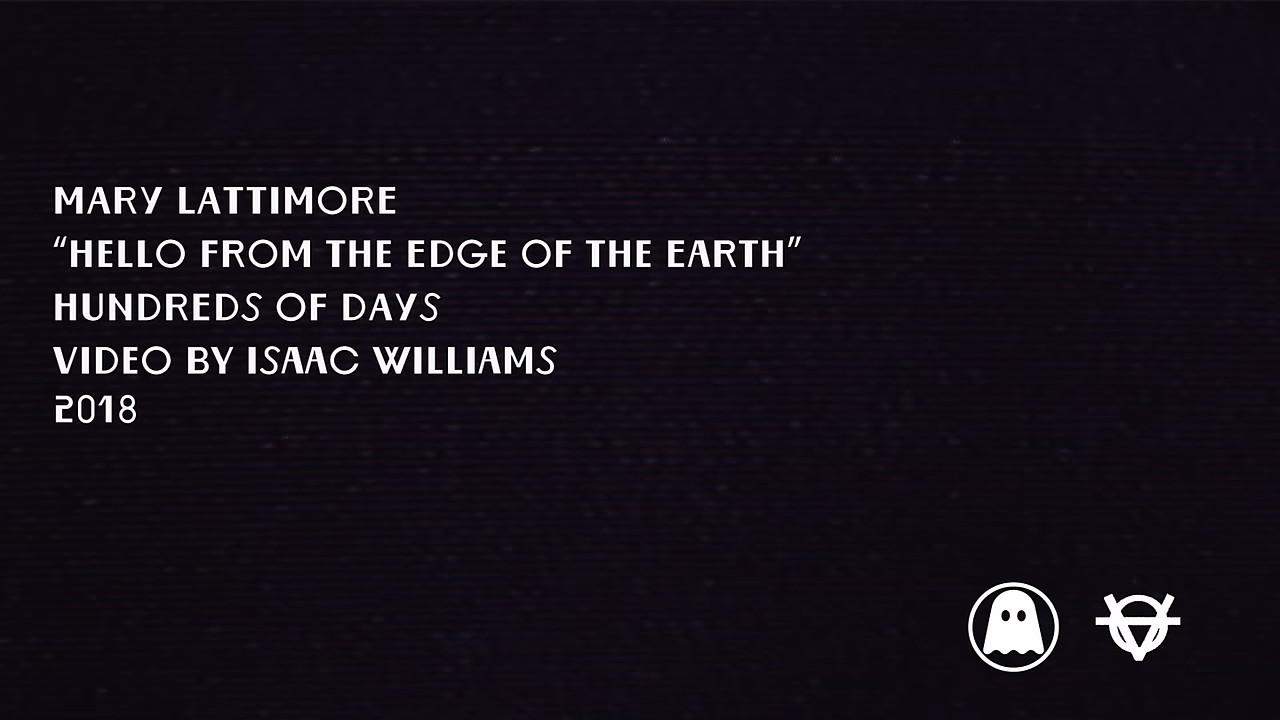 MARY LATTIMORE
“HELLO FROM THE EDGE OF THE EARTH”
HUNDREDS OF DAYS
VIDEO BY ISAAC WILLIAMS
2018